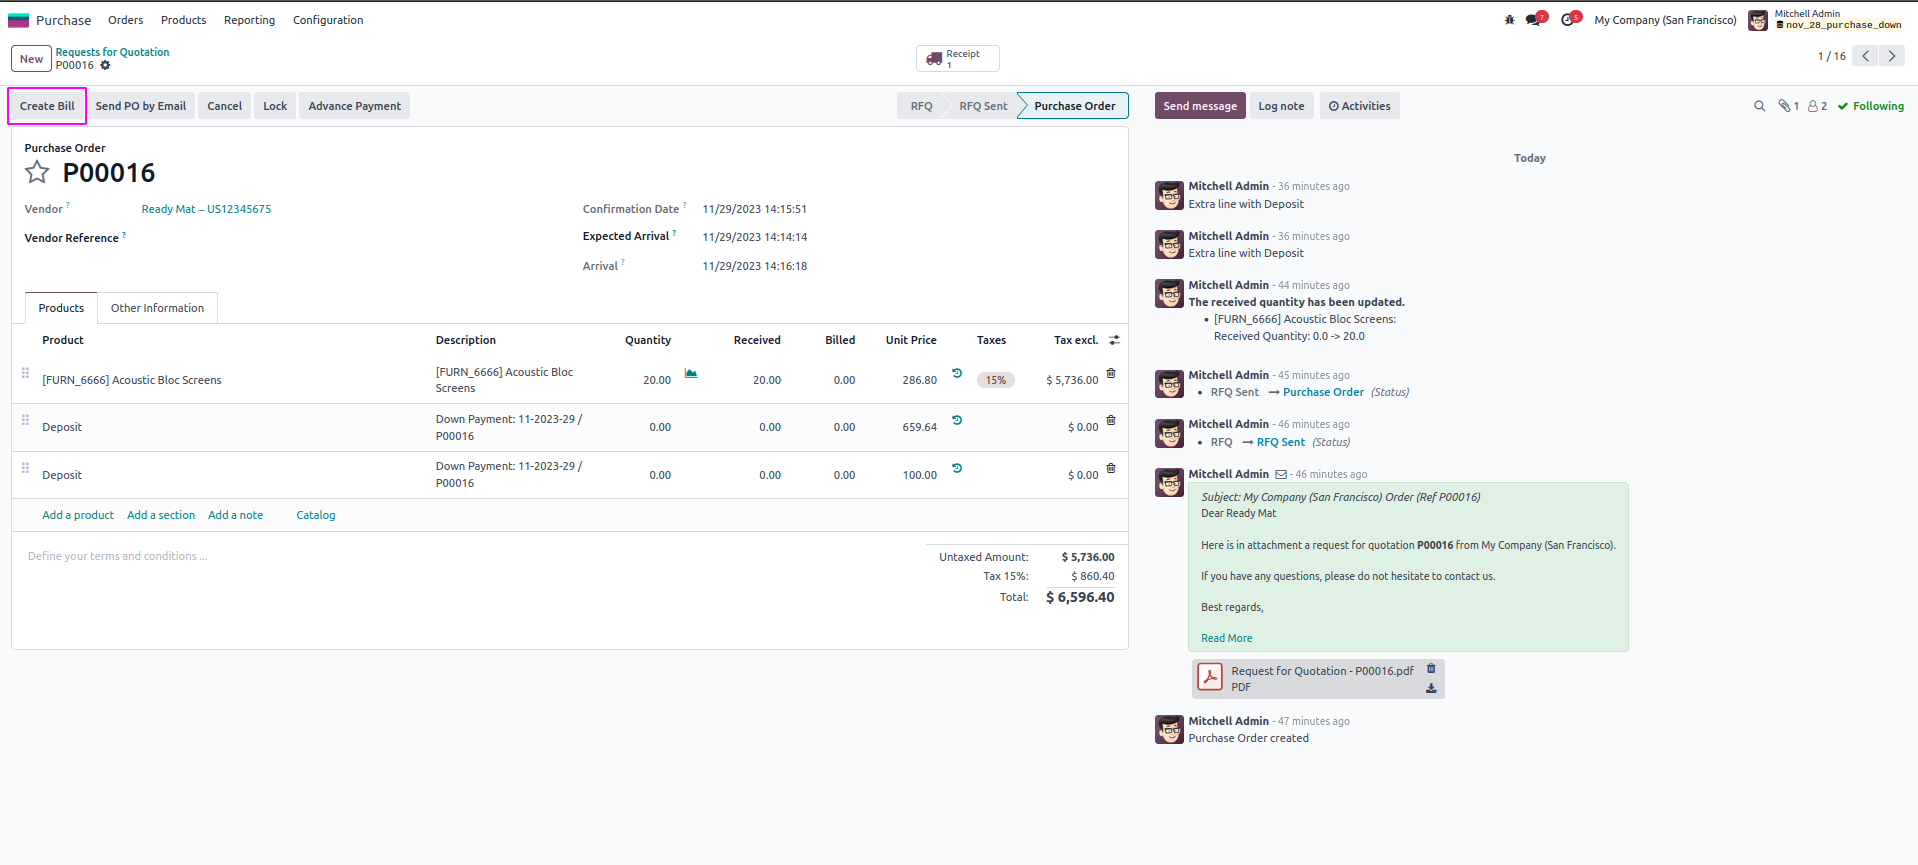 Purchase Orders Products Reporting Configuration
7 5 My Company (San Francisco) Mitchell Admin
nov_28_purchase_down
New Requests for Quotation
P00016
Receipt
1
1 / 16
Create Bill Send PO by Email Cancel Lock Advance Payment RFQ RFQ Sent Purchase Order
Send message Log note Activities 1 2 Following
Purchase Order
P00016
Vendor ? Ready Mat – US12345675
Vendor Reference ?
Confirmation Date ? 11/29/2023 14:15:51
Expected Arrival ? 11/29/2023 14:14:14
Arrival ? 11/29/2023 14:16:18
Products Other Information
Product Description Quantity Received Billed Unit Price Taxes Tax excl.
[FURN_6666] Acoustic Bloc Screens [FURN_6666] Acoustic Bloc
Screens 20.00 20.00 0.00 286.80 15% $ 5,736.00
Deposit Down Payment: 11-2023-29 /
P00016 0.00 0.00 0.00 659.64 $ 0.00
Deposit Down Payment: 11-2023-29 /
P00016 0.00 0.00 0.00 100.00 $ 0.00
Add a product Add a section Add a note Catalog
Define your terms and conditions ...
Untaxed Amount: $ 5,736.00
Tax 15%: $ 860.40
Total: $ 6,596.40
Today
Mitchell Admin - 36 minutes ago
Extra line with Deposit
Mitchell Admin - 36 minutes ago
Extra line with Deposit
Mitchell Admin - 44 minutes ago
The received quantity has been updated.
• [FURN_6666] Acoustic Bloc Screens:
Received Quantity: 0.0 -> 20.0
Mitchell Admin - 45 minutes ago
• RFQ Sent → Purchase Order (Status)
Mitchell Admin - 46 minutes ago
• RFQ → RFQ Sent (Status)
Mitchell Admin - 46 minutes ago
Subject: My Company (San Francisco) Order (Ref P00016)
Dear Ready Mat
Here is in attachment a request for quotation P00016 from My Company (San Francisco).
If you have any questions, please do not hesitate to contact us.
Best regards,
Read More
Request for Quotation - P00016.pdf
PDF
Mitchell Admin - 47 minutes ago
Purchase Order created